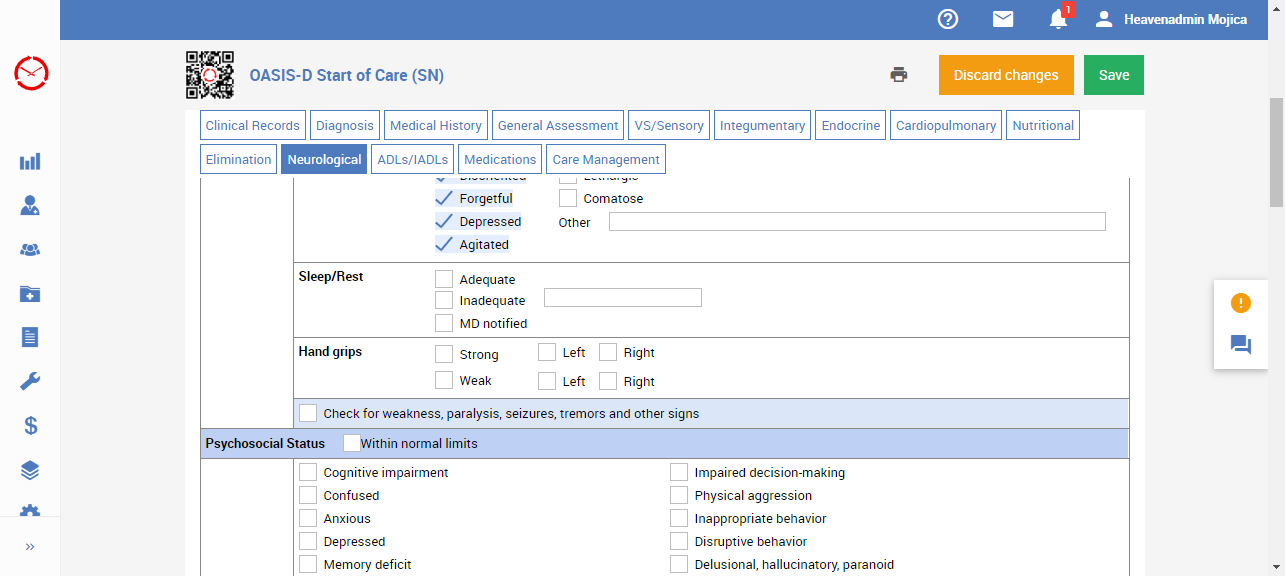 1
Heavenadmin Mojica
OASIS-D Start of Care (SN)
Discard changes
Save
Clinical Records
Diagnosis
Medical History
General Assessment
VS/Sensory
Integumentary
Endocrine
Cardiopulmonary
Nutritional
Elimination
Neurological
ADLs/IADLs
Medications
Care Management
Disoriented
Lethargic
Forgetful
Comatose
Depressed
Other
Agitated
Sleep/Rest
Adequate
Inadequate
MD notified
Hand grips
Strong
Left
Right
Weak
Left
Right
Check for weakness, paralysis, seizures, tremors and other signs
Psychosocial Status
Within normal limits
Cognitive impairment
Impaired decision-making
Confused
Physical aggression
Anxious
Inappropriate behavior
Depressed
Disruptive behavior
Memory deficit
Delusional, hallucinatory, paranoid